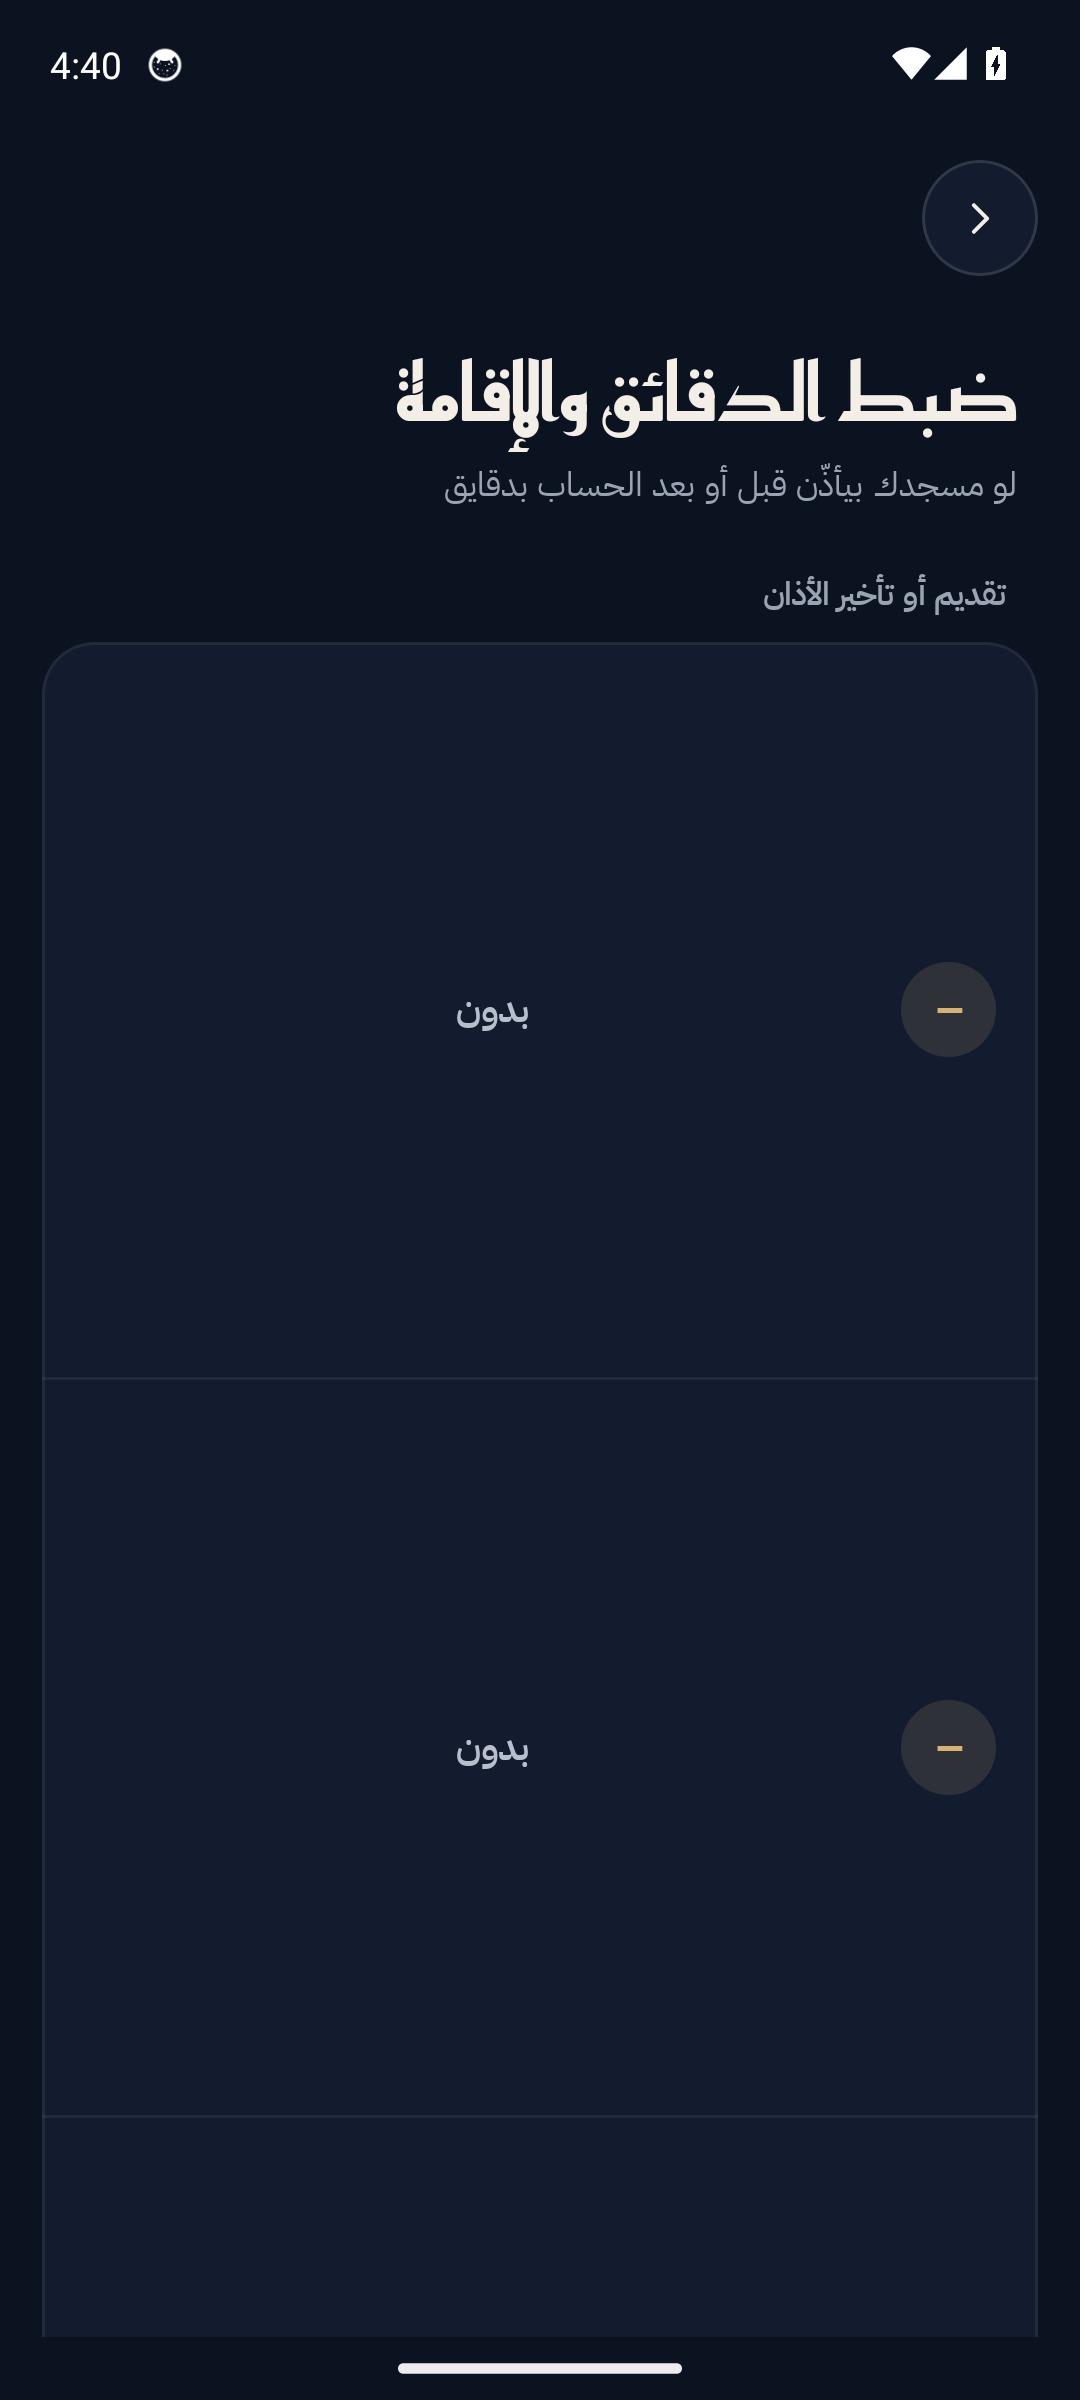 4:40
ضبط الدقائق والإقامة
لو مسجدك بيأذّن قبل أو بعد الحساب بدقايق
تقديم أو تأخير الأذان
− بدون
− بدون